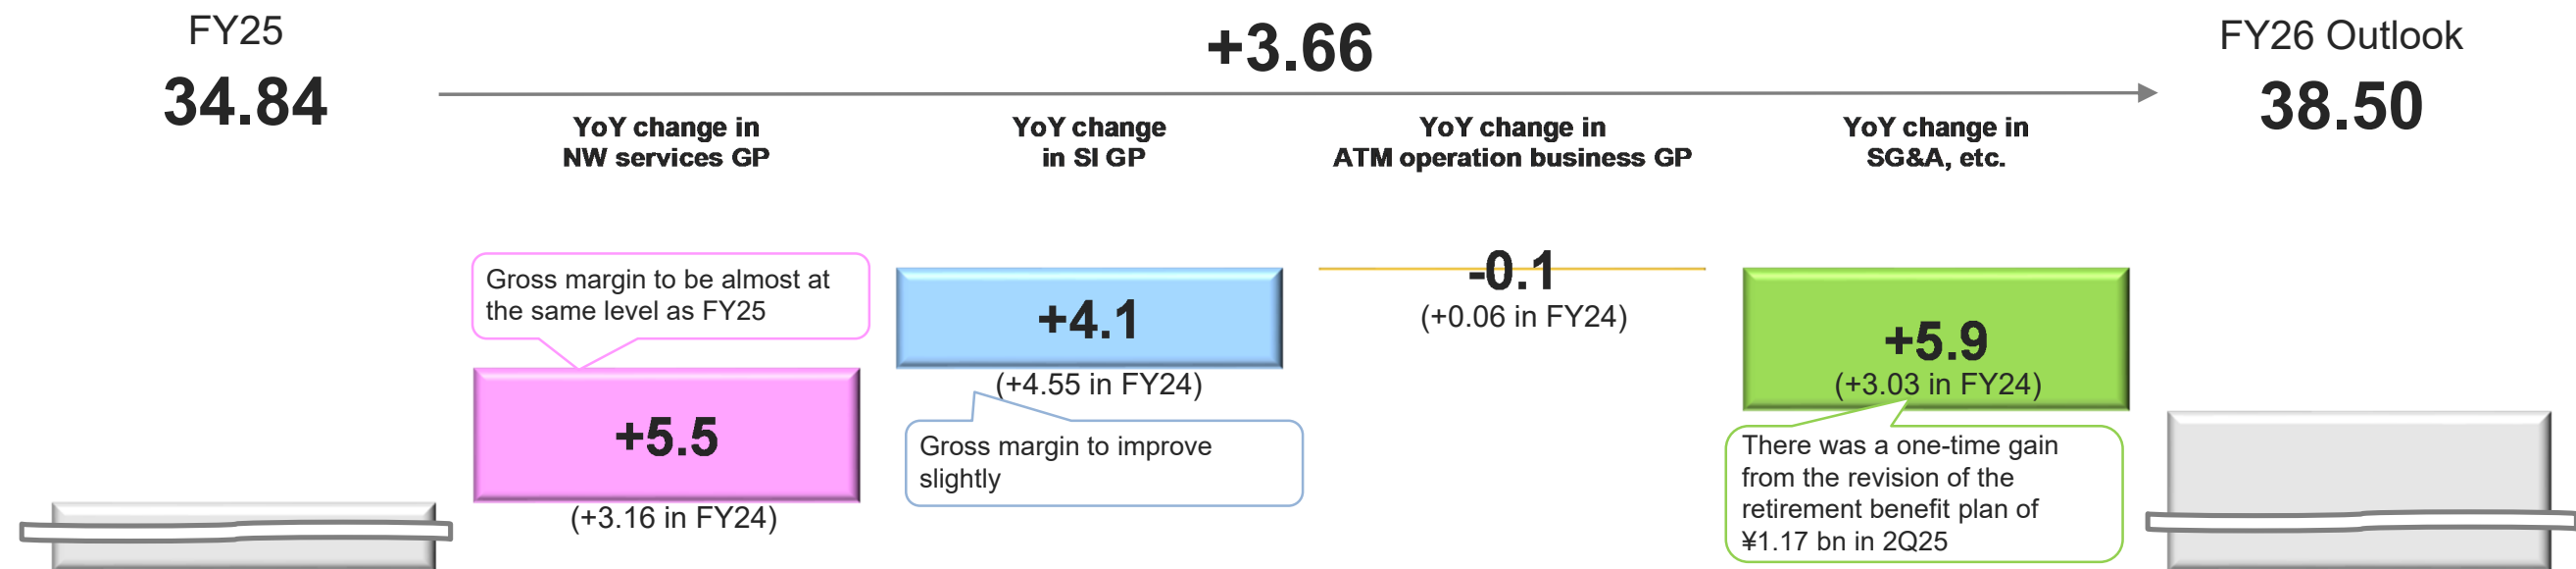 FY25
34.84
+3.66
FY26 Outlook
38.50
YoY change in
NW services GP
YoY change
in SI GP
YoY change in
ATM operation business GP
YoY change in
SG&A, etc.
Gross margin to be almost at
the same level as FY25
+5.5
(+3.16 in FY24)
+4.1
(+4.55 in FY24)
Gross margin to improve
slightly
-0.1
(+0.06 in FY24)
+5.9
(+3.03 in FY24)
There was a one-time gain
from the revision of the
retirement benefit plan of
¥1.17 bn in 2Q25